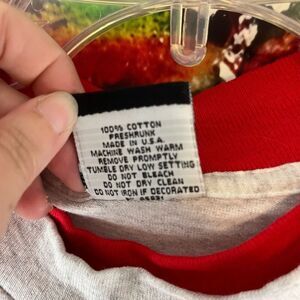 100% COTTON
PRESHRUNK
MADE IN U.S.A.
MACHINE WASH WARM
REMOVE PROMPTLY
TUMBLE DRY LOW SETTING
DO NOT BLEACH
DO NOT DRY CLEAN
DO NOT IRON IF DECORATED